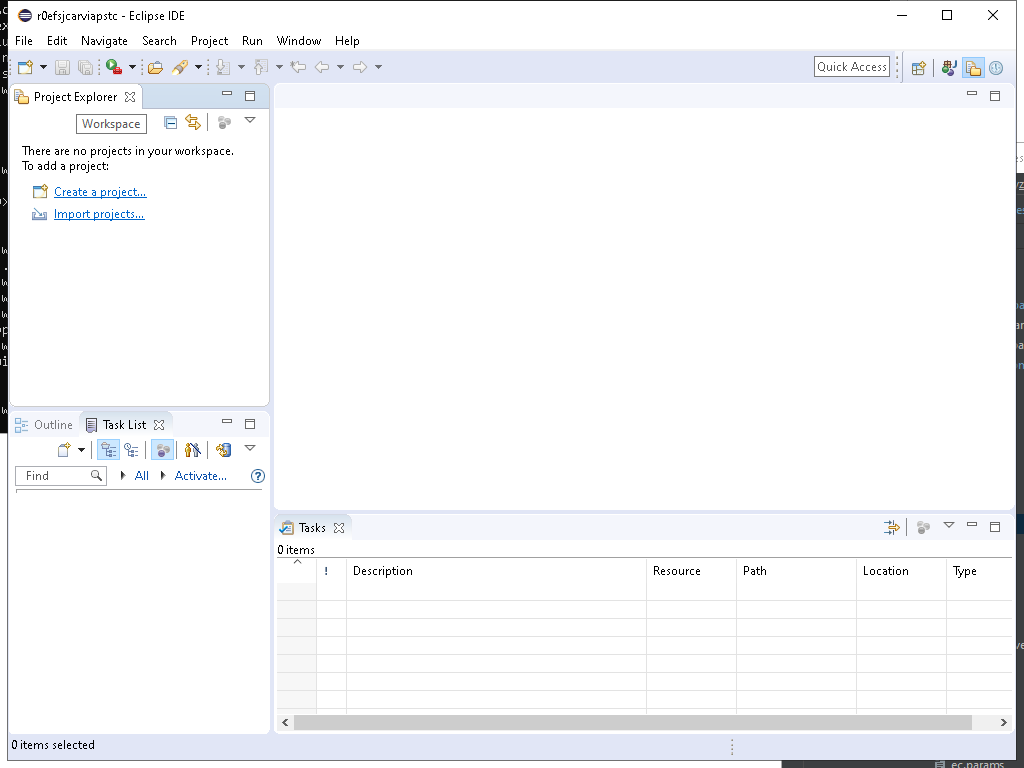 r0efsjcarviapstc - Eclipse IDE
File Edit Navigate Search Project Run Window Help
Quick Access
Project Explorer
Workspace
There are no projects in your workspace.
To add a project:
Create a project...
Import projects...
Outline Task List
Find All Activate...
Tasks
0 items
! Description Resource Path Location Type
0 items selected
ec.params